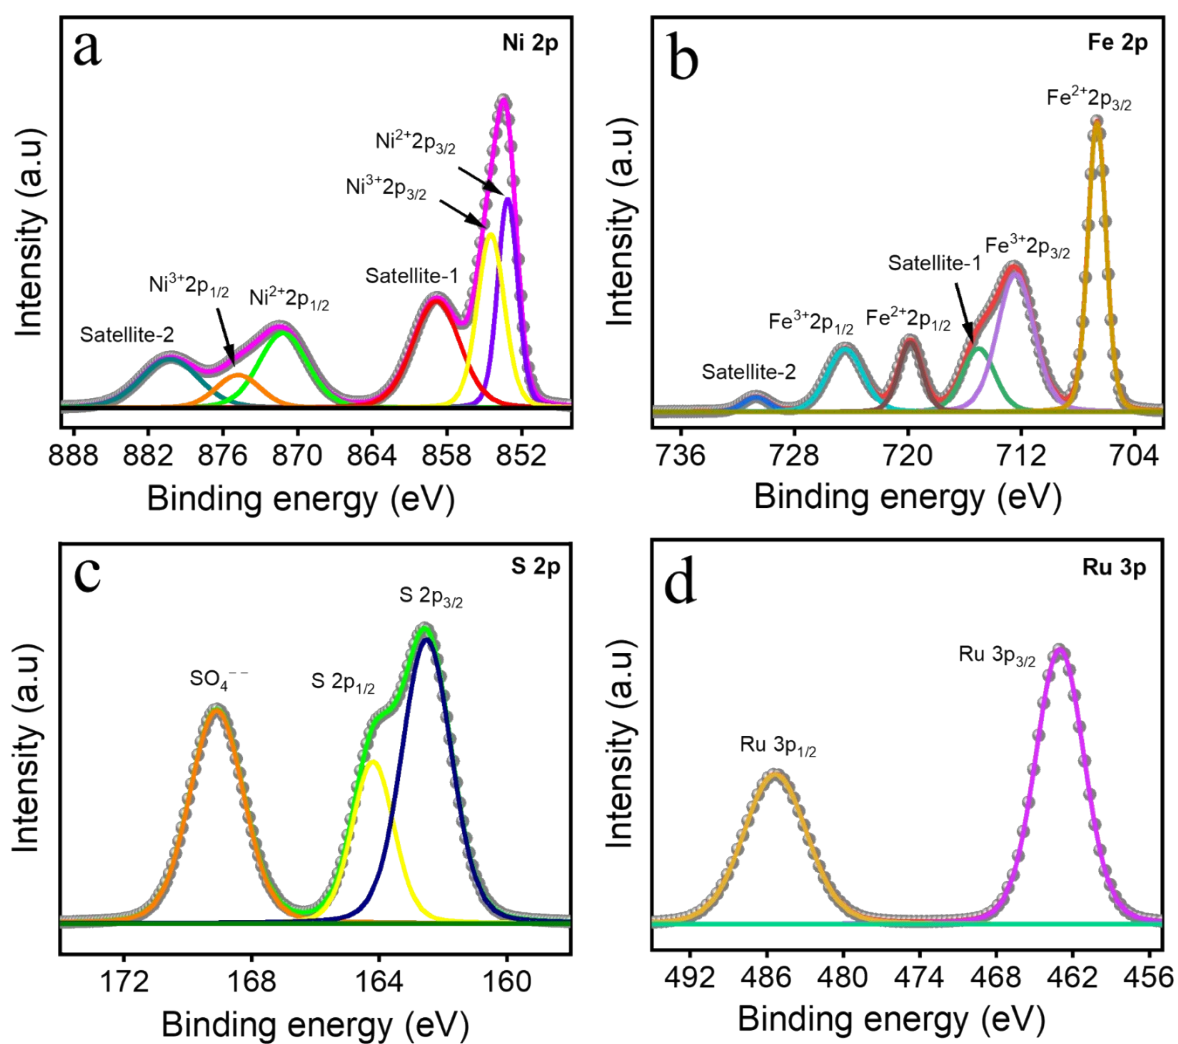 a
Ni 2p
Intensity (a.u)
Ni²⁺2p₃/₂
Ni³⁺2p₃/₂
Satellite-1
Ni³⁺2p₁/₂
Ni²⁺2p₁/₂
Satellite-2
888 882 876 870 864 858 852
Binding energy (eV)
b
Fe 2p
Intensity (a.u)
Fe²⁺2p₃/₂
Fe³⁺2p₃/₂
Satellite-1
Fe³⁺2p₁/₂
Fe²⁺2p₁/₂
Satellite-2
736 728 720 712 704
Binding energy (eV)
c
S 2p
Intensity (a.u)
S 2p₃/₂
SO₄⁻⁻
S 2p₁/₂
172 168 164 160
Binding energy (eV)
d
Ru 3p
Intensity (a.u)
Ru 3p₃/₂
Ru 3p₁/₂
492 486 480 474 468 462 456
Binding energy (eV)